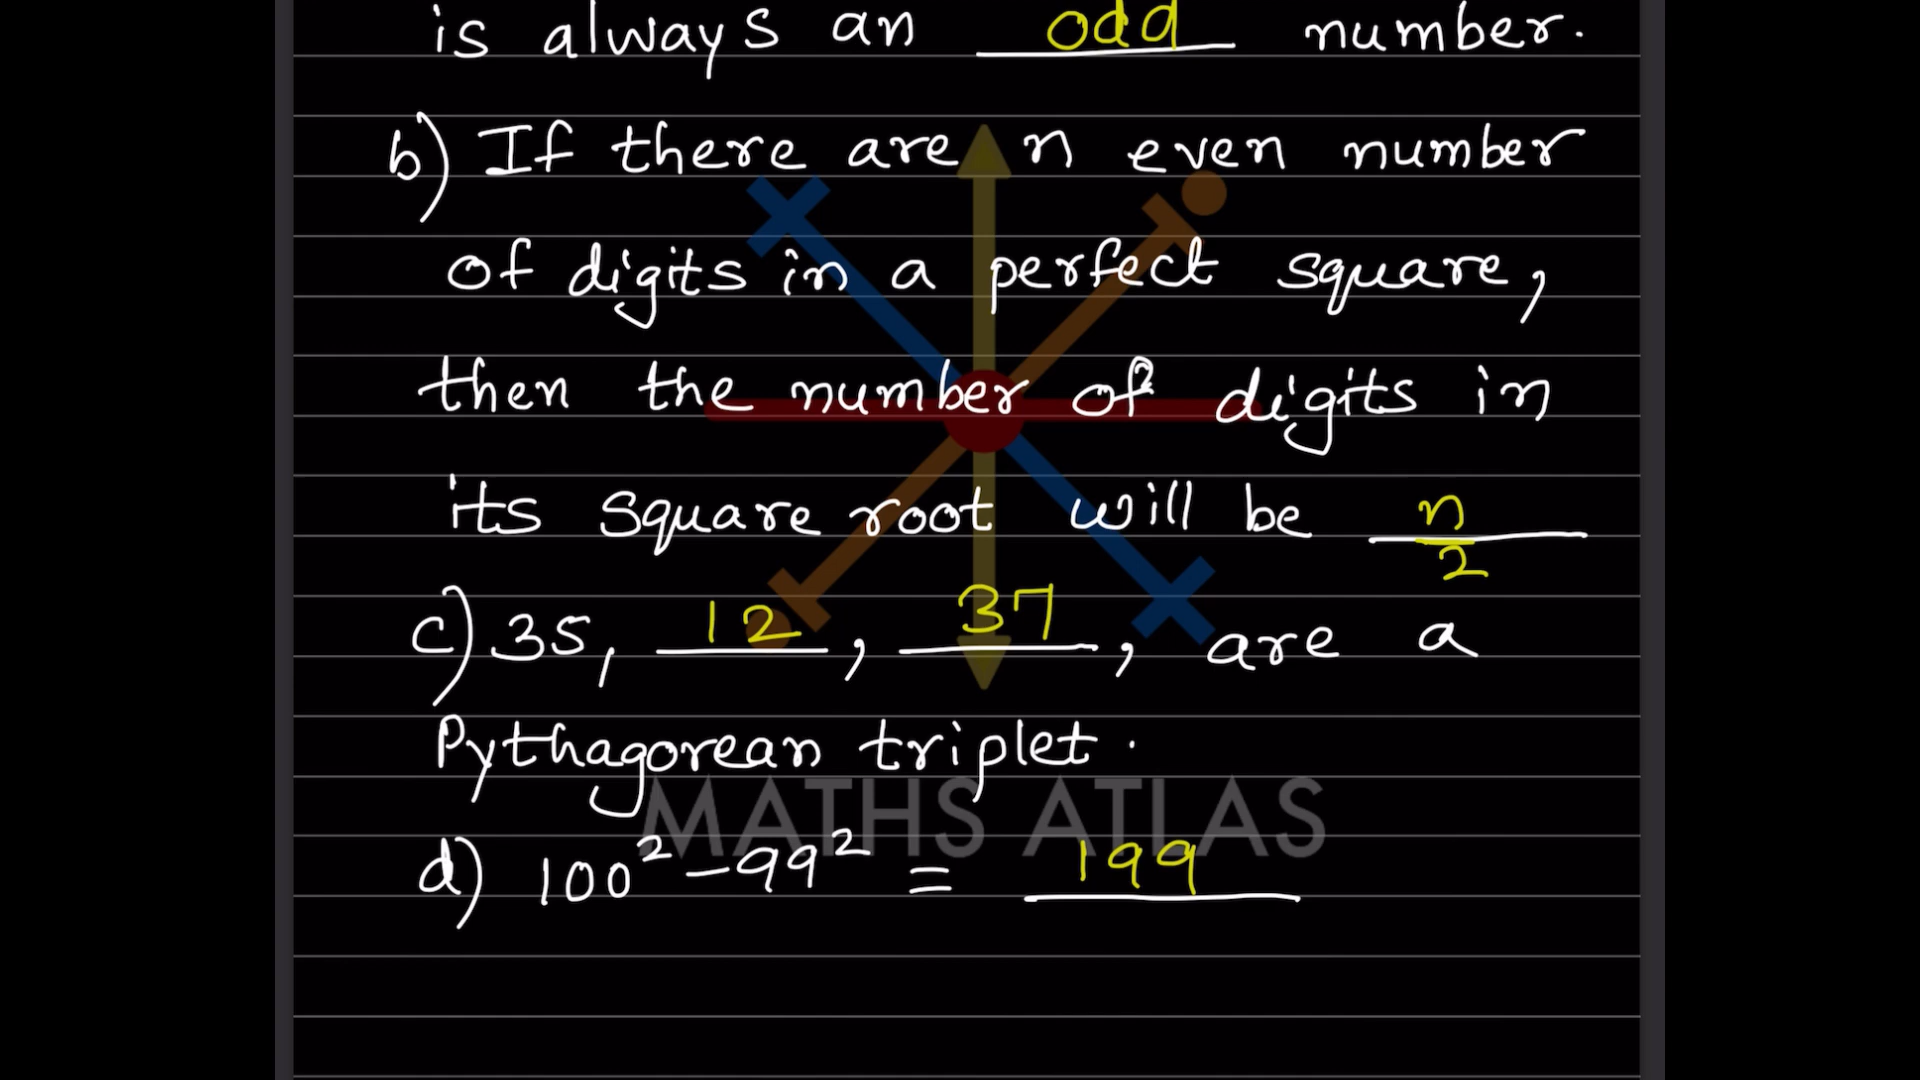 is always an odd number.
b) If there are n even number
of digits in a perfect square,
then the number of digits in
its square root will be n/2
c) 35, 12, 37, are a
Pythagorean triplet.
MATHS ATLAS
d) 100² - 99² = 199